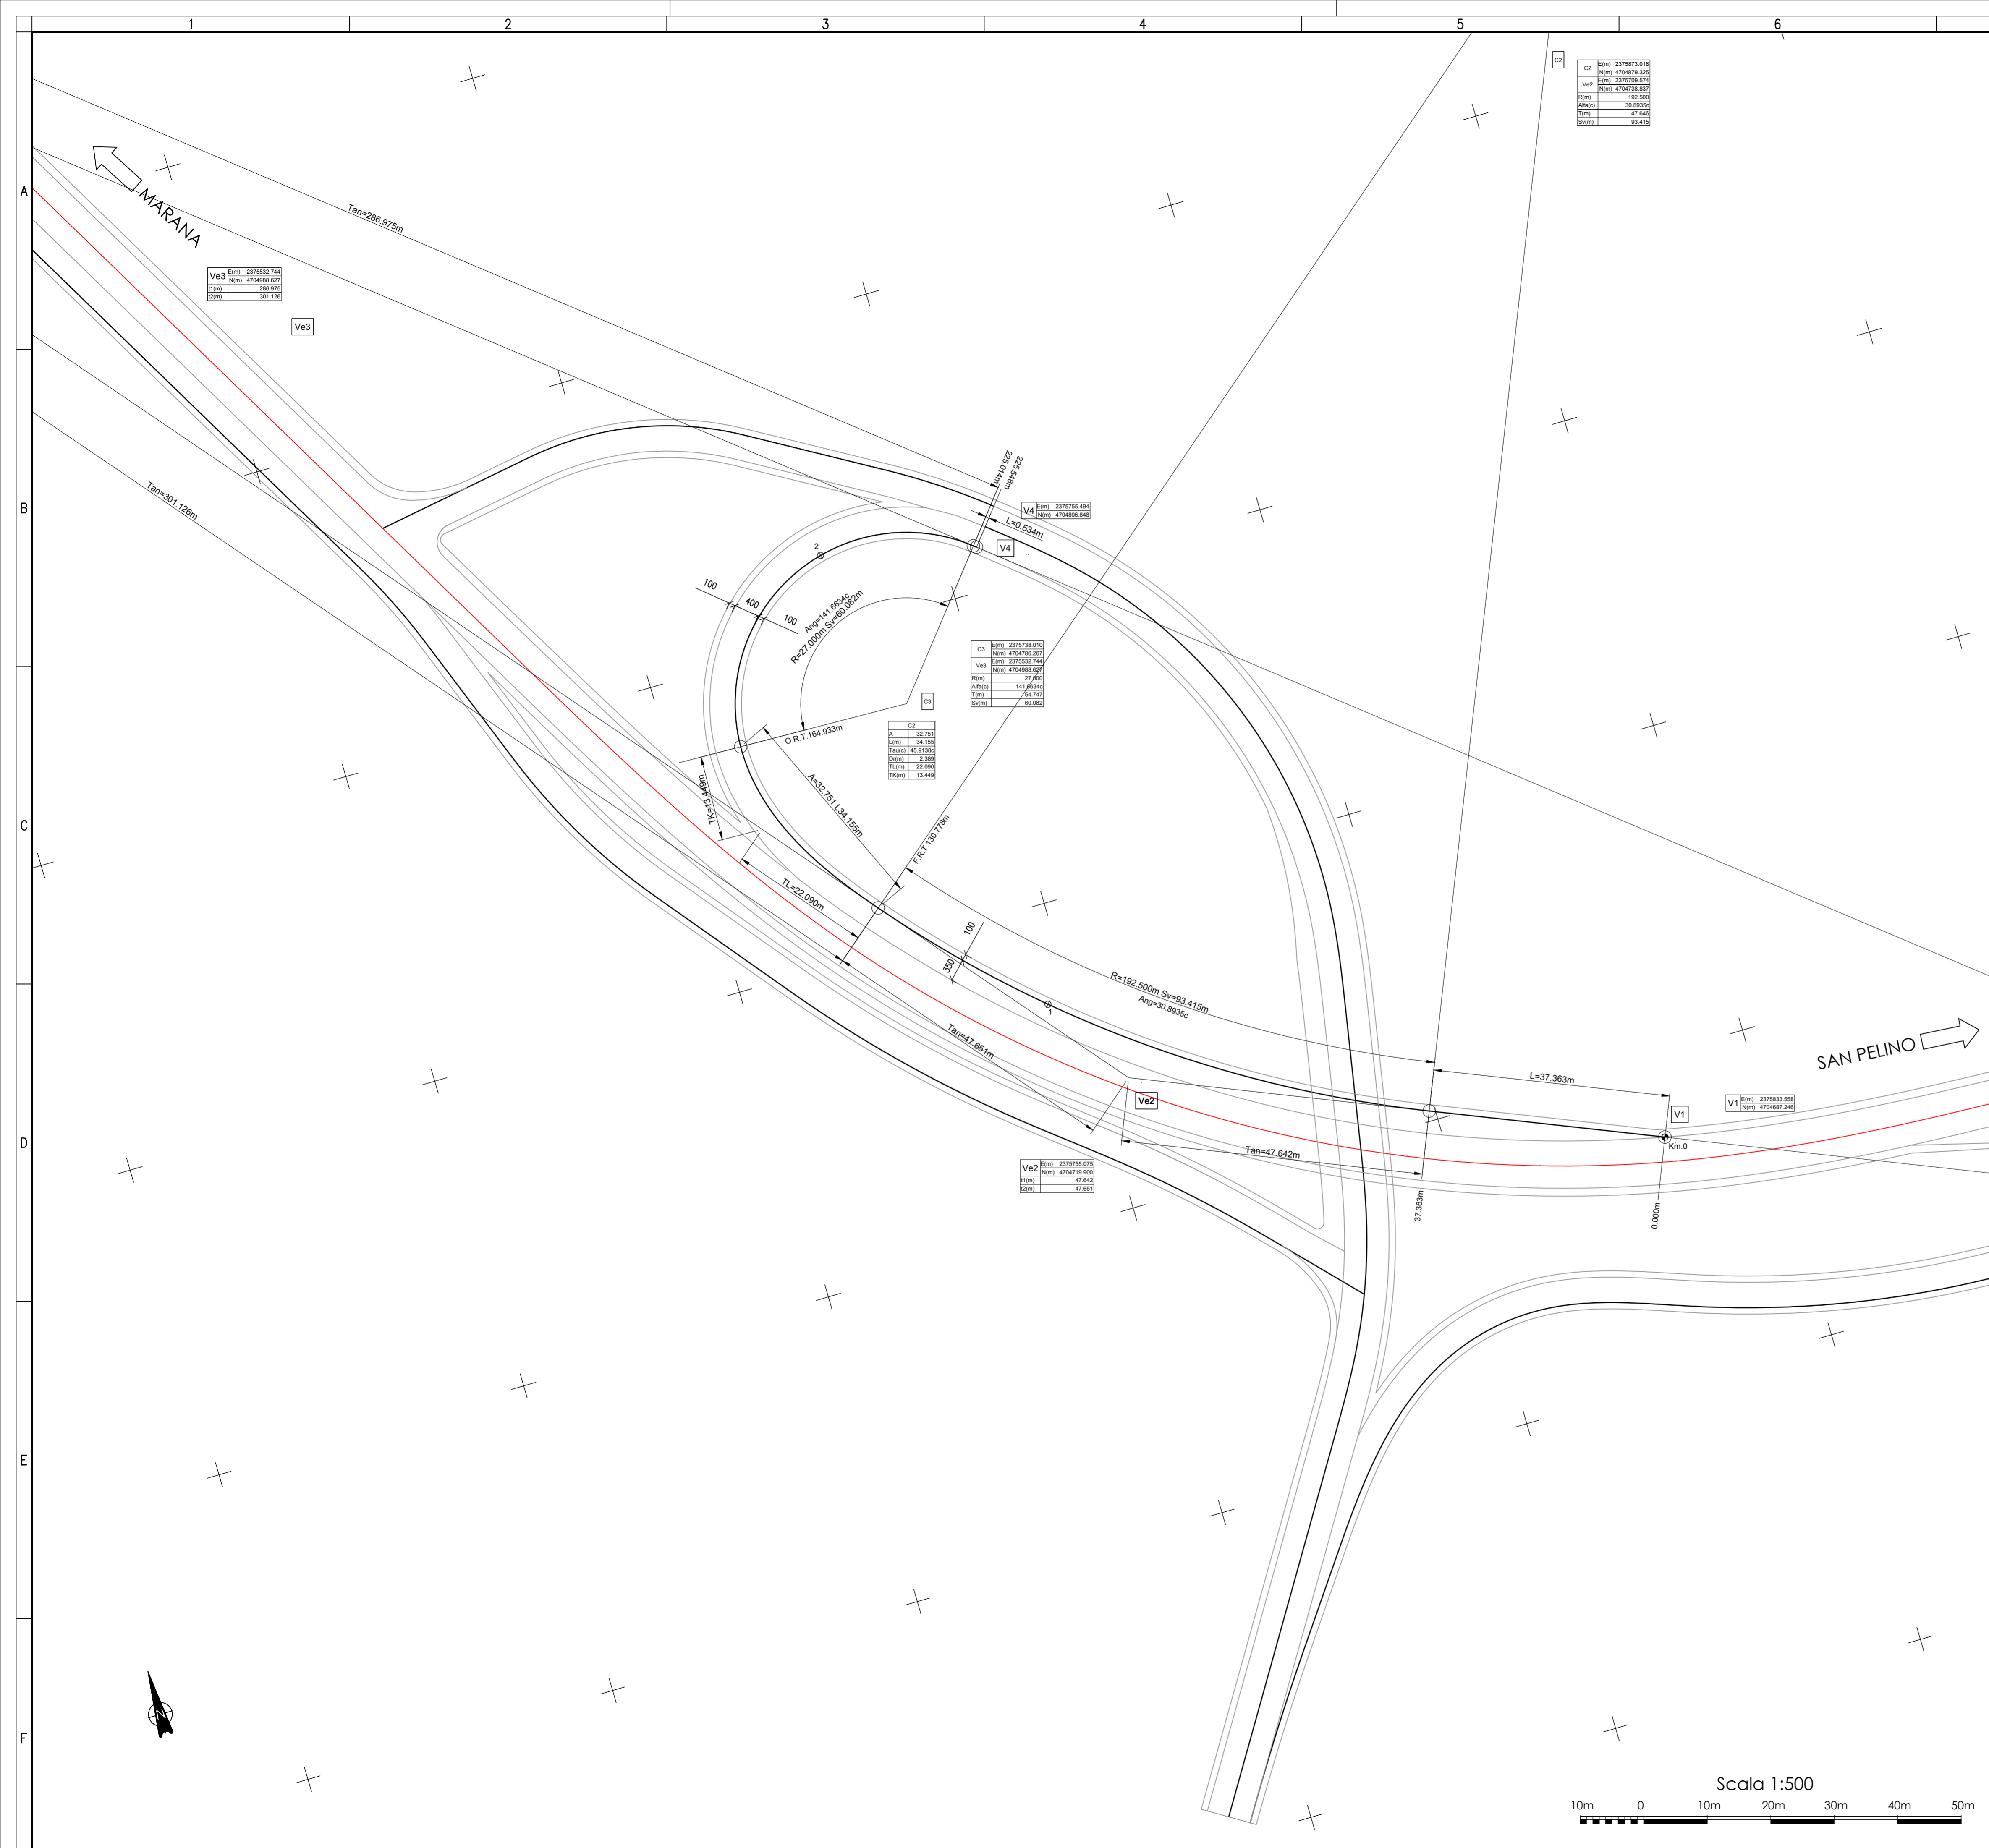 1 2 3 4 5 6
A
B
C
D
E
F
C2
C2 E(m) 2375873.018
N(m) 4704879.325
Ve2 E(m) 2375709.574
N(m) 4704738.837
R(m) 192.500
Alfa(c) 30.8935c
T(m) 47.646
Sv(m) 93.415
MARANA
Tan=286.975m
Ve3 E(m) 2375532.744
N(m) 4704988.627
t1(m) 286.975
t2(m) 301.126
Ve3
Tan=301.126m
225.014m
225.548m
V4 E(m) 2375755.494
N(m) 4704806.848
L=0.534m
V4
2
100
400
100
Ang=141.6634c
R=27.000m Sv=60.082m
C3 E(m) 2375738.010
N(m) 4704786.267
Ve3 E(m) 2375532.744
N(m) 4704988.627
R(m) 27.000
Alfa(c) 141.6634c
T(m) 54.747
Sv(m) 60.082
C3
O.R.T.164.933m
C2
A 32.751
L(m) 34.155
Tau(c) 45.9138c
Dr(m) 2.389
TL(m) 22.090
TK(m) 13.449
TK=13.449m
A=32.751 L34.155m
F.R.T.130.778m
TL=22.090m
100
350
R=192.500m Sv=93.415m
Ang=30.8935c
1
Tan=47.651m
SAN PELINO
L=37.363m
Ve2
V1
V1 E(m) 2375833.558
N(m) 4704687.246
Km.0
Tan=47.642m
Ve2 E(m) 2375755.075
N(m) 4704719.900
t1(m) 47.642
t2(m) 47.651
37.363m
0.000m
N
Scala 1:500
10m 0 10m 20m 30m 40m 50m